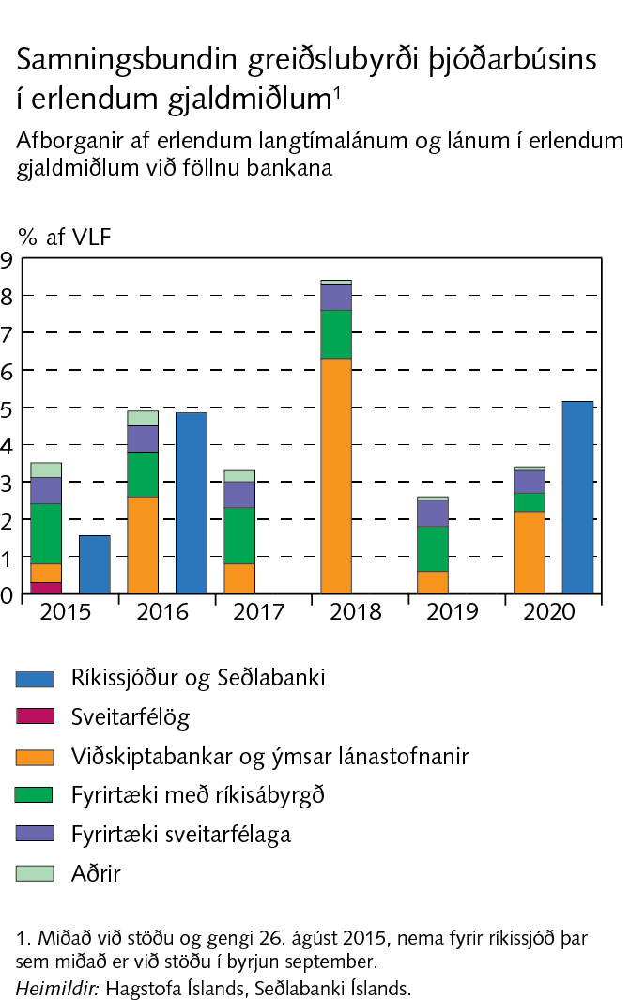 Samningsbundin greiðslubyrði þjóðarbúsins
í erlendum gjaldmiðlum¹
Afborganir af erlendum langtímalánum og lánum í erlendum
gjaldmiðlum við föllnu bankana
% af VLF
9
8
7
6
5
4
3
2
1
0
2015 2016 2017 2018 2019 2020
Ríkissjóður og Seðlabanki
Sveitarfélög
Viðskiptabankar og ýmsar lánastofnanir
Fyrirtæki með ríkisábyrgð
Fyrirtæki sveitarfélaga
Aðrir
1. Miðað við stöðu og gengi 26. ágúst 2015, nema fyrir ríkissjóð þar
sem miðað er við stöðu í byrjun september.
Heimildir: Hagstofa Íslands, Seðlabanki Íslands.